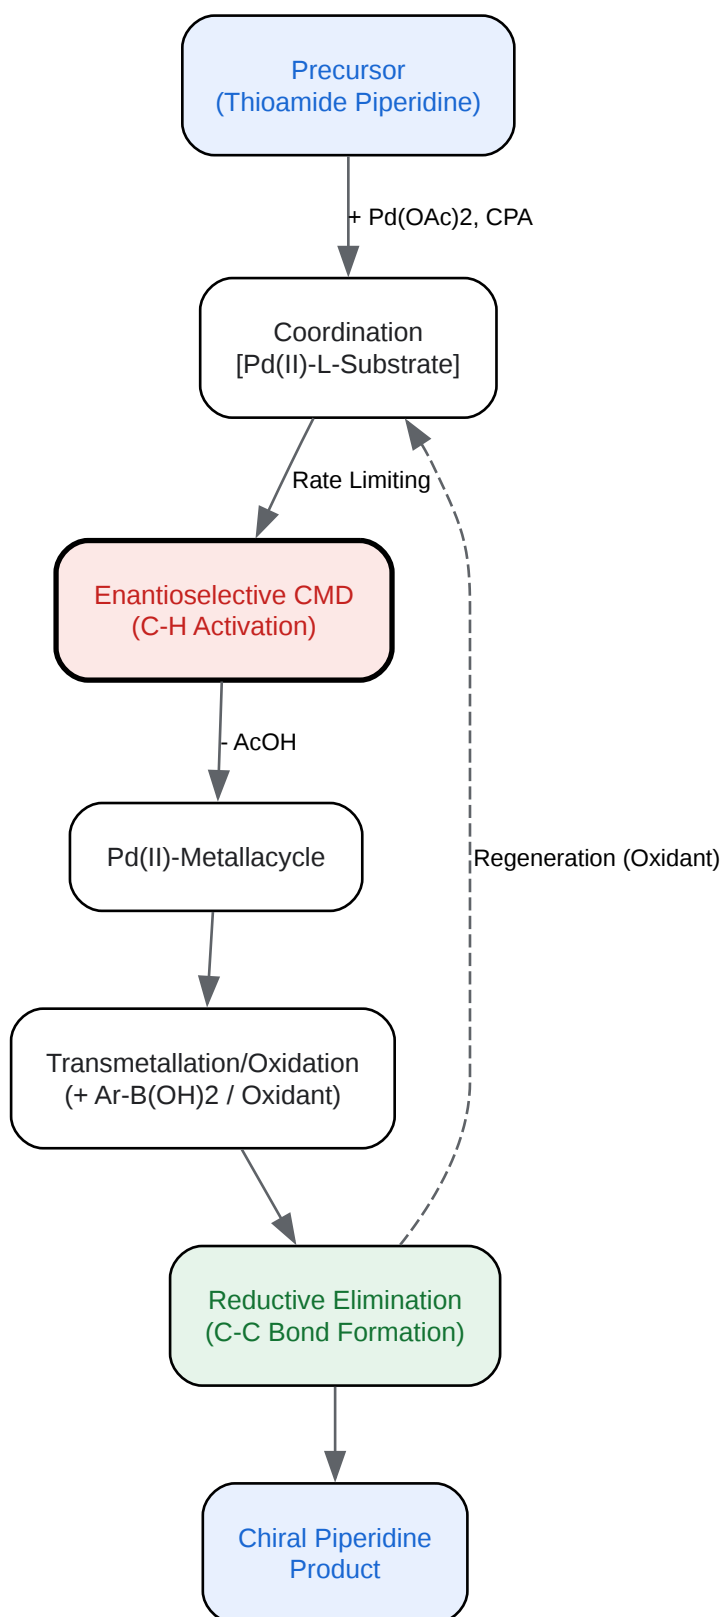 Precursor
(Thioamide Piperidine)
+ Pd(OAc)2, CPA
Coordination
[Pd(II)-L-Substrate]
Rate Limiting
Enantioselective CMD
(C-H Activation)
- AcOH
Pd(II)-Metallacycle
Regeneration (Oxidant)
Transmetallation/Oxidation
(+ Ar-B(OH)2 / Oxidant)
Reductive Elimination
(C-C Bond Formation)
Chiral Piperidine
Product